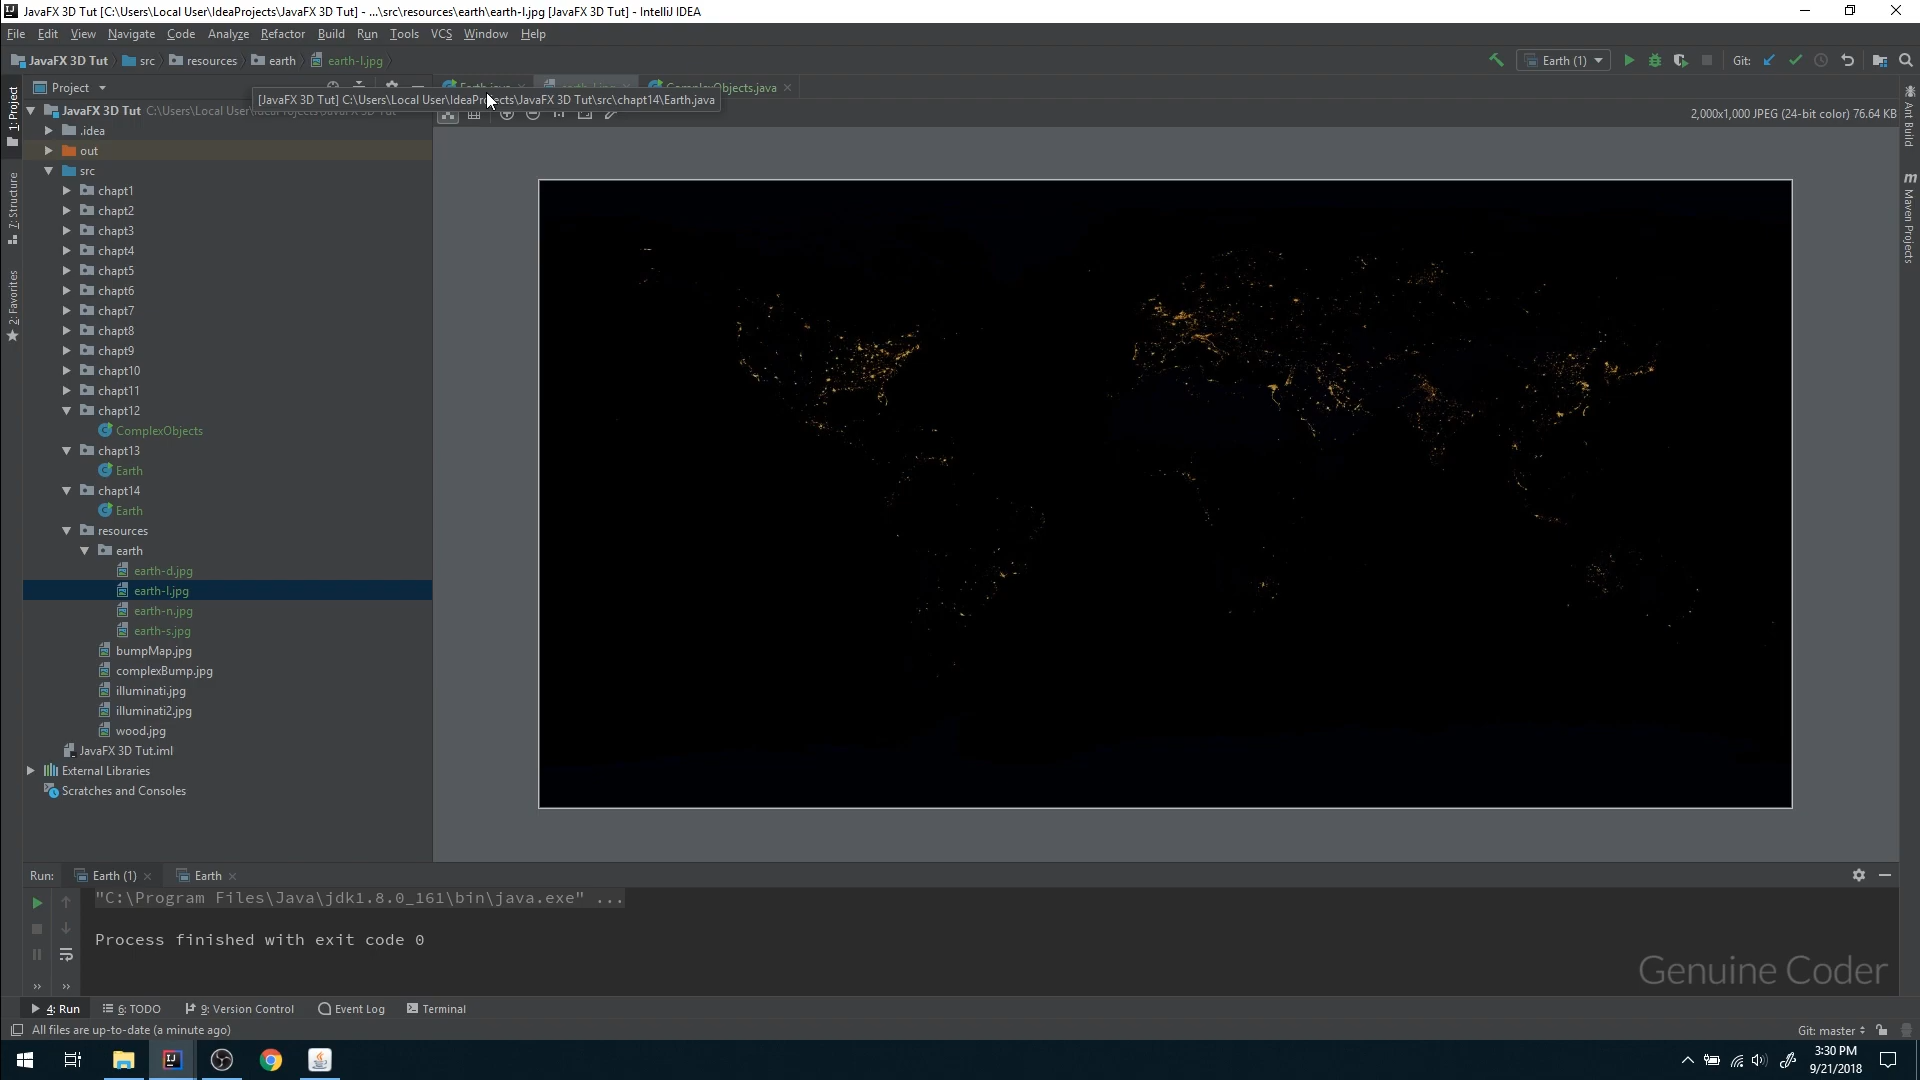 JavaFX 3D Tut [C:\Users\Local User\IdeaProjects\JavaFX 3D Tut] - ...\src\resources\earth\earth-l.jpg [JavaFX 3D Tut] - IntelliJ IDEA
File Edit View Navigate Code Analyze Refactor Build Run Tools VCS Window Help
JavaFX 3D Tut src resources earth earth-l.jpg
Earth (1) Git:
Project
ComplexObjects.java
[JavaFX 3D Tut] C:\Users\Local User\IdeaProjects\JavaFX 3D Tut\src\chapt14\Earth.java
JavaFX 3D Tut C:\Users\Local User
2,000x1,000 JPEG (24-bit color) 76.64 KB
1: Project
7: Structure
2: Favorites
Ant Build
Maven Projects
.idea
out
src
chapt1
chapt2
chapt3
chapt4
chapt5
chapt6
chapt7
chapt8
chapt9
chapt10
chapt11
chapt12
ComplexObjects
chapt13
Earth
chapt14
Earth
resources
earth
earth-d.jpg
earth-l.jpg
earth-n.jpg
earth-s.jpg
bumpMap.jpg
complexBump.jpg
illuminati.jpg
illuminati2.jpg
wood.jpg
JavaFX 3D Tut.iml
External Libraries
Scratches and Consoles
Run: Earth (1) Earth
"C:\Program Files\Java\jdk1.8.0_161\bin\java.exe" ...
Process finished with exit code 0
Genuine Coder
4: Run 6: TODO 9: Version Control Event Log Terminal
All files are up-to-date (a minute ago)
Git: master
3:30 PM
9/21/2018